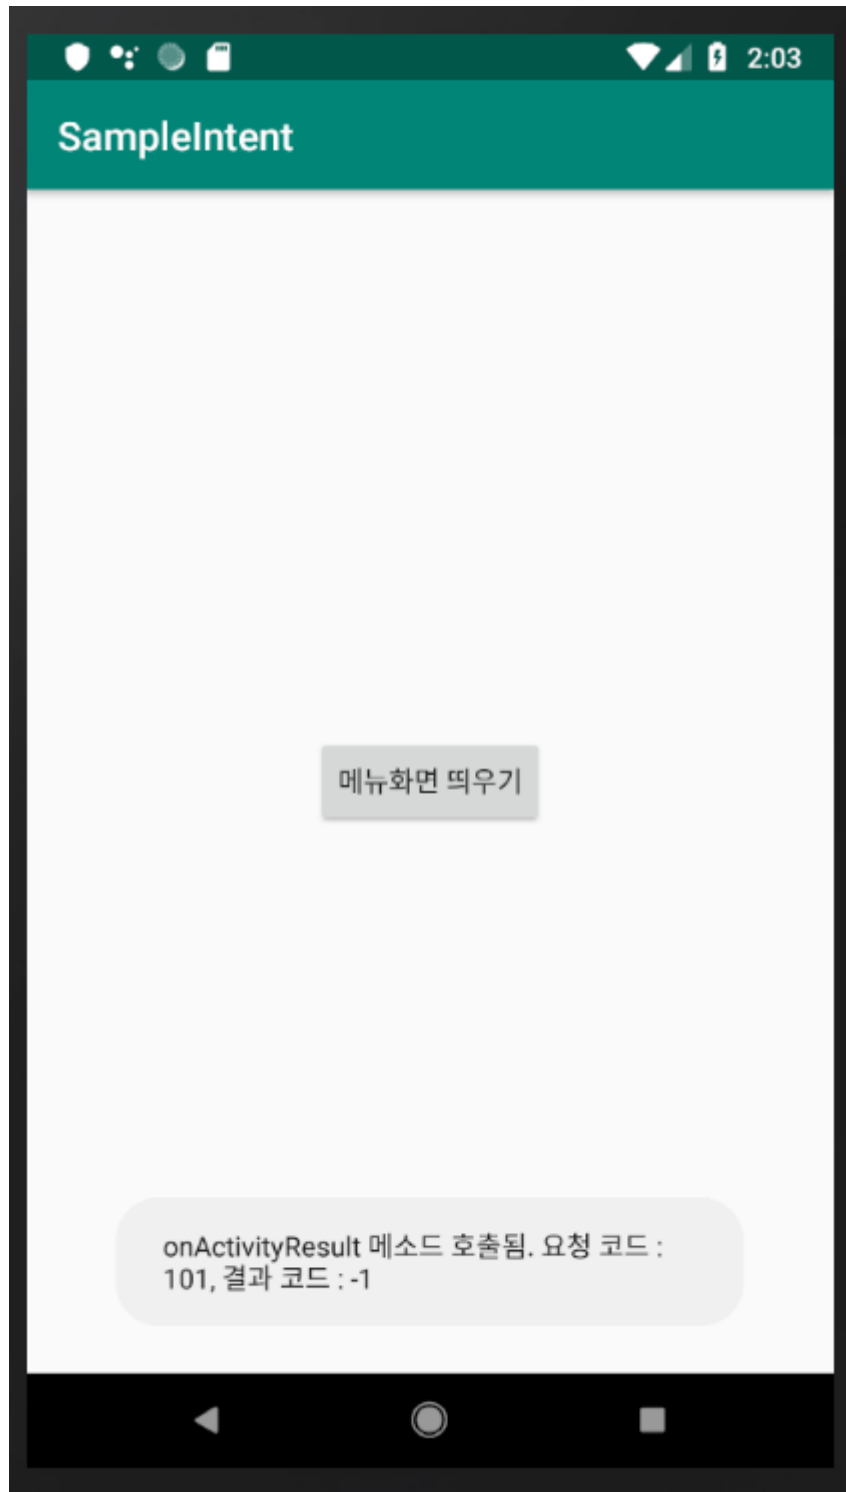 2:03
SampleIntent
메뉴화면 띄우기
onActivityResult 메소드 호출됨. 요청 코드 :
101, 결과 코드 : -1